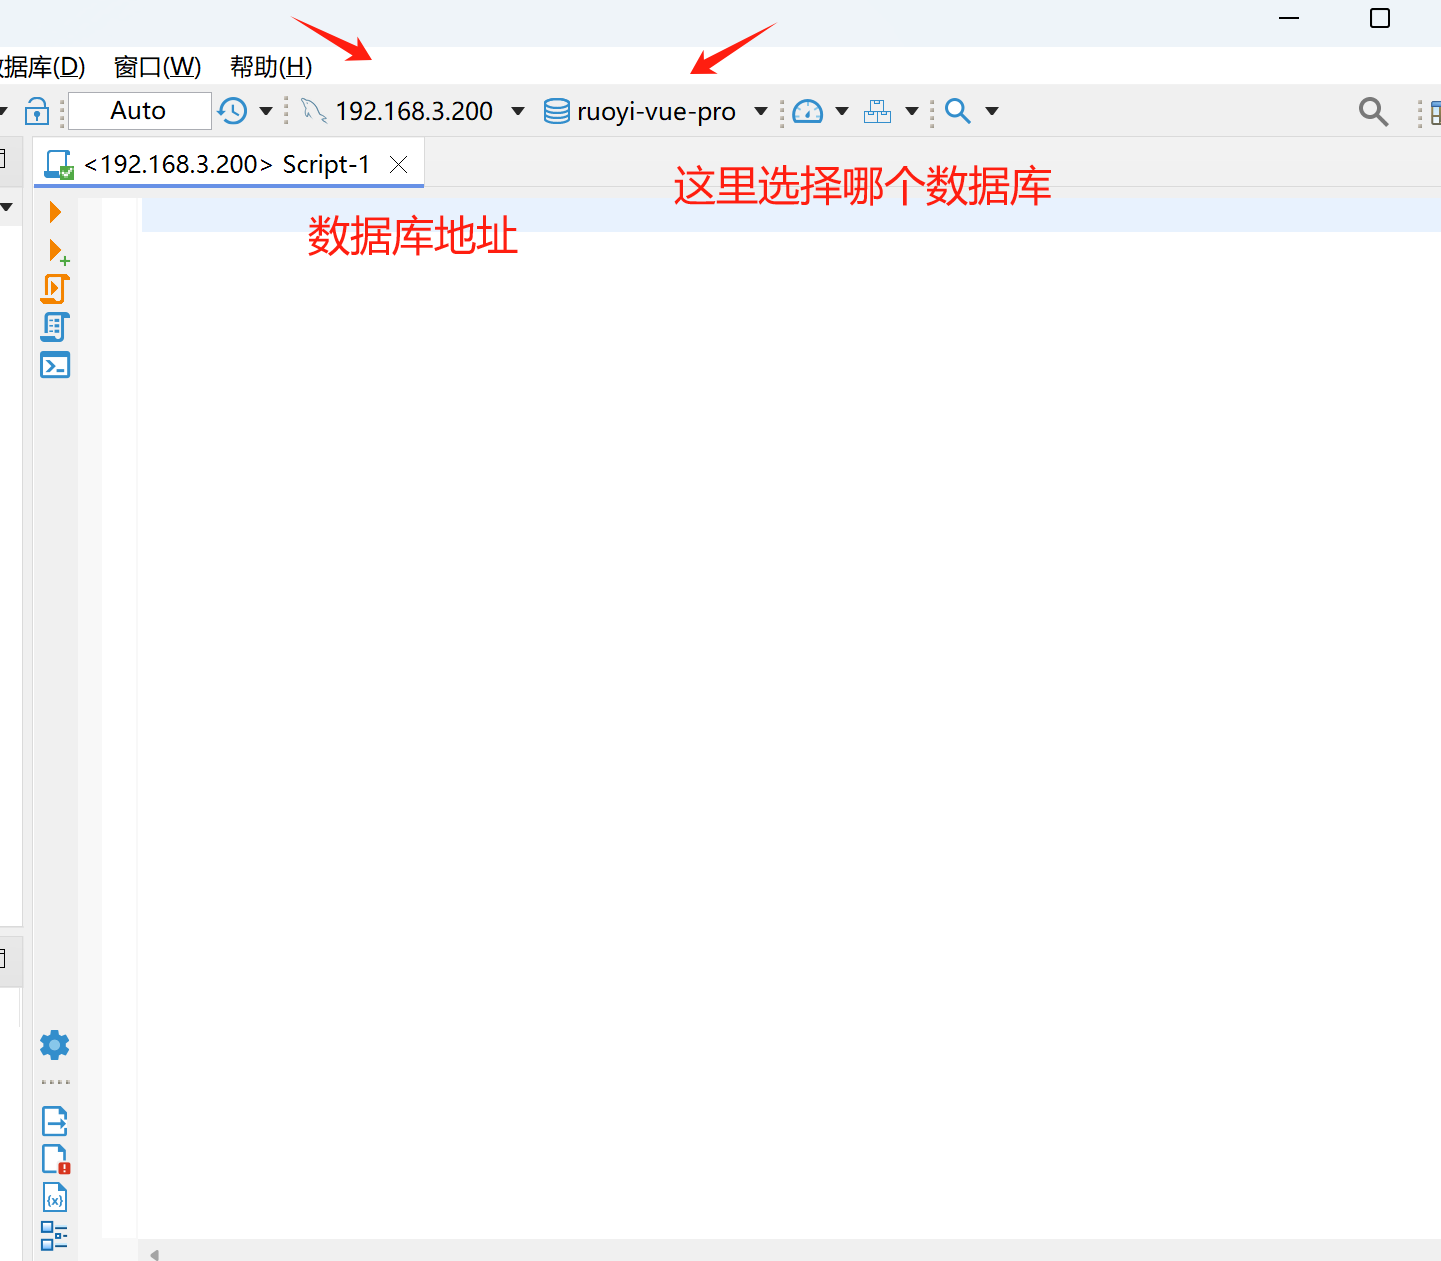 据库(D) 窗口(W) 帮助(H)
Auto 192.168.3.200 ruoyi-vue-pro
<192.168.3.200> Script-1
这里选择哪个数据库
数据库地址